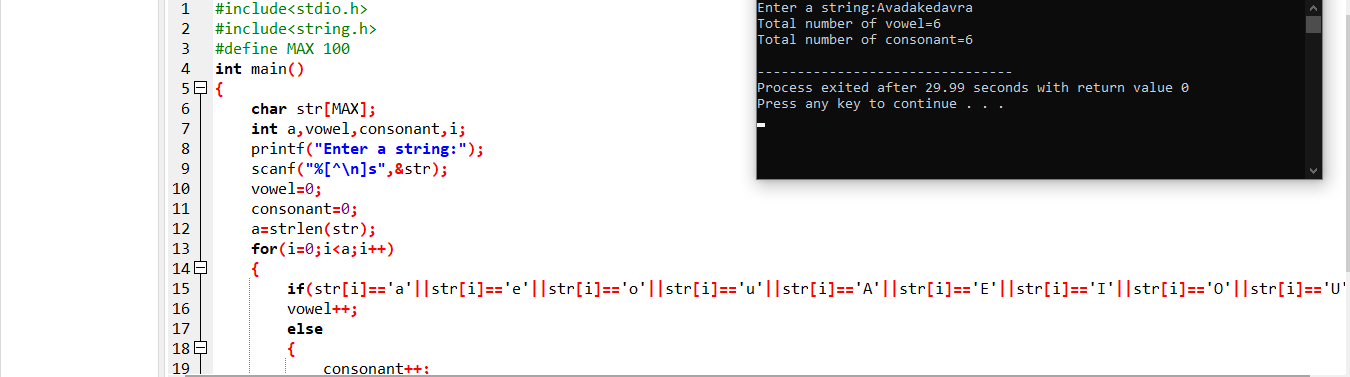 1 #include<stdio.h>
2 #include<string.h>
3 #define MAX 100
4 int main()
5 {
6 char str[MAX];
7 int a,vowel,consonant,i;
8 printf("Enter a string:");
9 scanf("%[^\n]s",&str);
10 vowel=0;
11 consonant=0;
12 a=strlen(str);
13 for(i=0;i<a;i++)
14 {
15 if(str[i]=='a'||str[i]=='e'||str[i]=='o'||str[i]=='u'||str[i]=='A'||str[i]=='E'||str[i]=='I'||str[i]=='O'||str[i]=='U'
16 vowel++;
17 else
18 {
19 consonant++;
Enter a string:Avadakedavra
Total number of vowel=6
Total number of consonant=6
--------------------------------
Process exited after 29.99 seconds with return value 0
Press any key to continue . . .